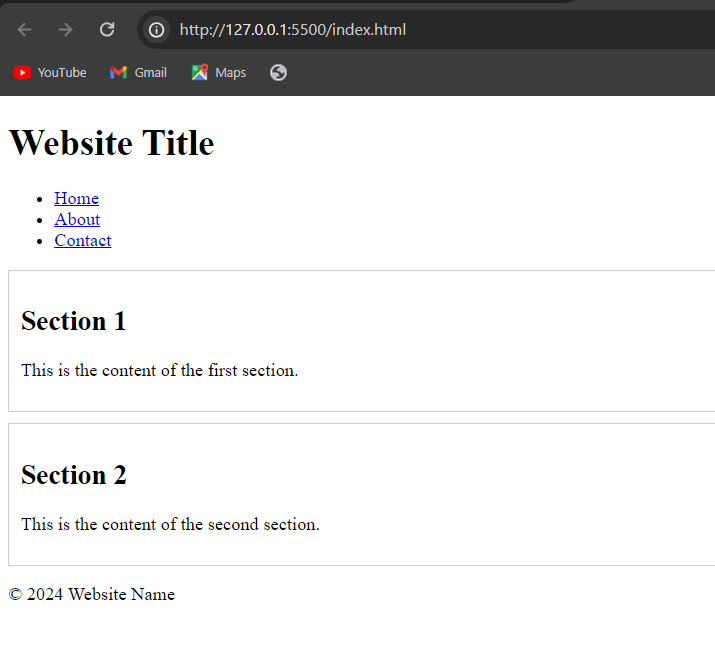 http://127.0.0.1:5500/index.html
YouTube Gmail Maps
Website Title
Home
About
Contact
Section 1
This is the content of the first section.
Section 2
This is the content of the second section.
© 2024 Website Name